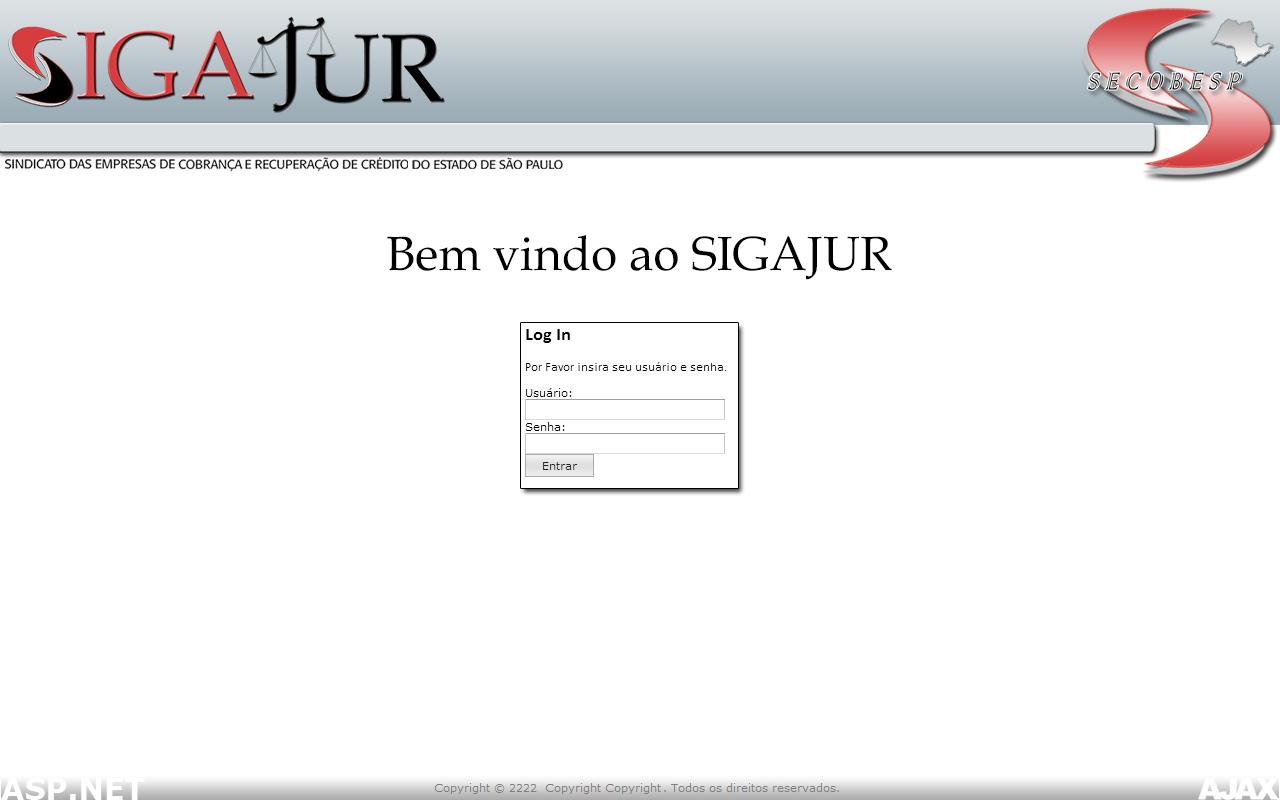 SIGAJUR
SECOBESP
SINDICATO DAS EMPRESAS DE COBRANÇA E RECUPERAÇÃO DE CRÉDITO DO ESTADO DE SÃO PAULO
Bem vindo ao SIGAJUR
Log In
Por Favor insira seu usuário e senha.
Usuário:
Senha:
Entrar
ASP.NET
Copyright © 2222 Copyright Copyright. Todos os direitos reservados.
AJAX